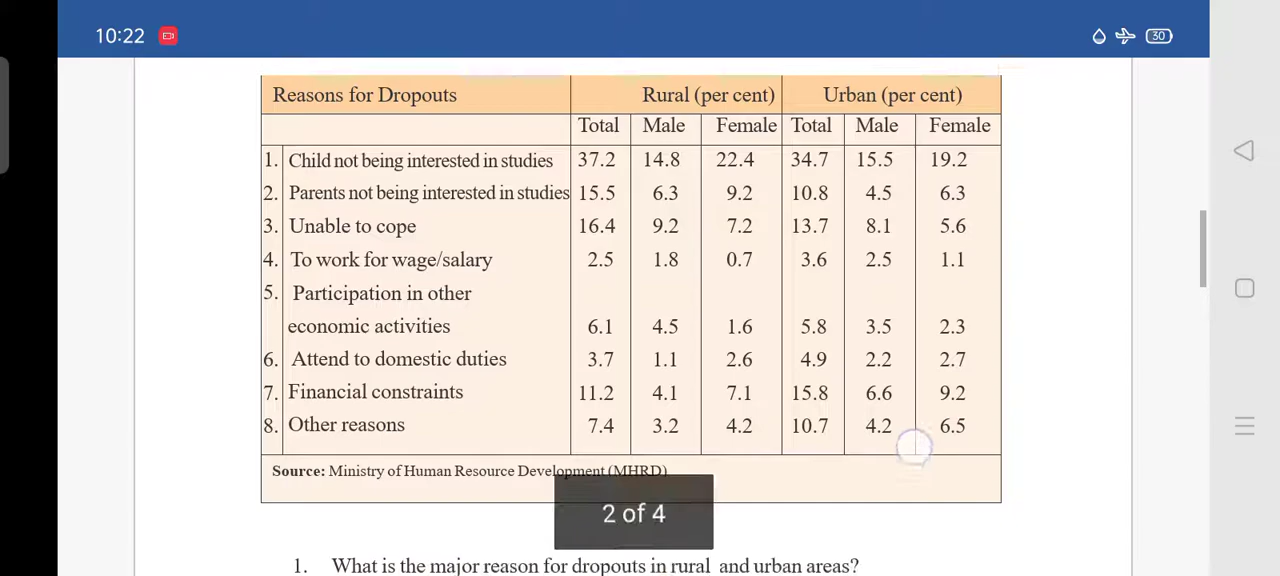 10:22 30
Reasons for Dropouts Rural (per cent) Urban (per cent)
Total Male Female Total Male Female
1. Child not being interested in studies 37.2 14.8 22.4 34.7 15.5 19.2
2. Parents not being interested in studies 15.5 6.3 9.2 10.8 4.5 6.3
3. Unable to cope 16.4 9.2 7.2 13.7 8.1 5.6
4. To work for wage/salary 2.5 1.8 0.7 3.6 2.5 1.1
5. Participation in other
economic activities 6.1 4.5 1.6 5.8 3.5 2.3
6. Attend to domestic duties 3.7 1.1 2.6 4.9 2.2 2.7
7. Financial constraints 11.2 4.1 7.1 15.8 6.6 9.2
8. Other reasons 7.4 3.2 4.2 10.7 4.2 6.5
Source: Ministry of Human Resource Development (MHRD)
2 of 4
1. What is the major reason for dropouts in rural and urban areas?